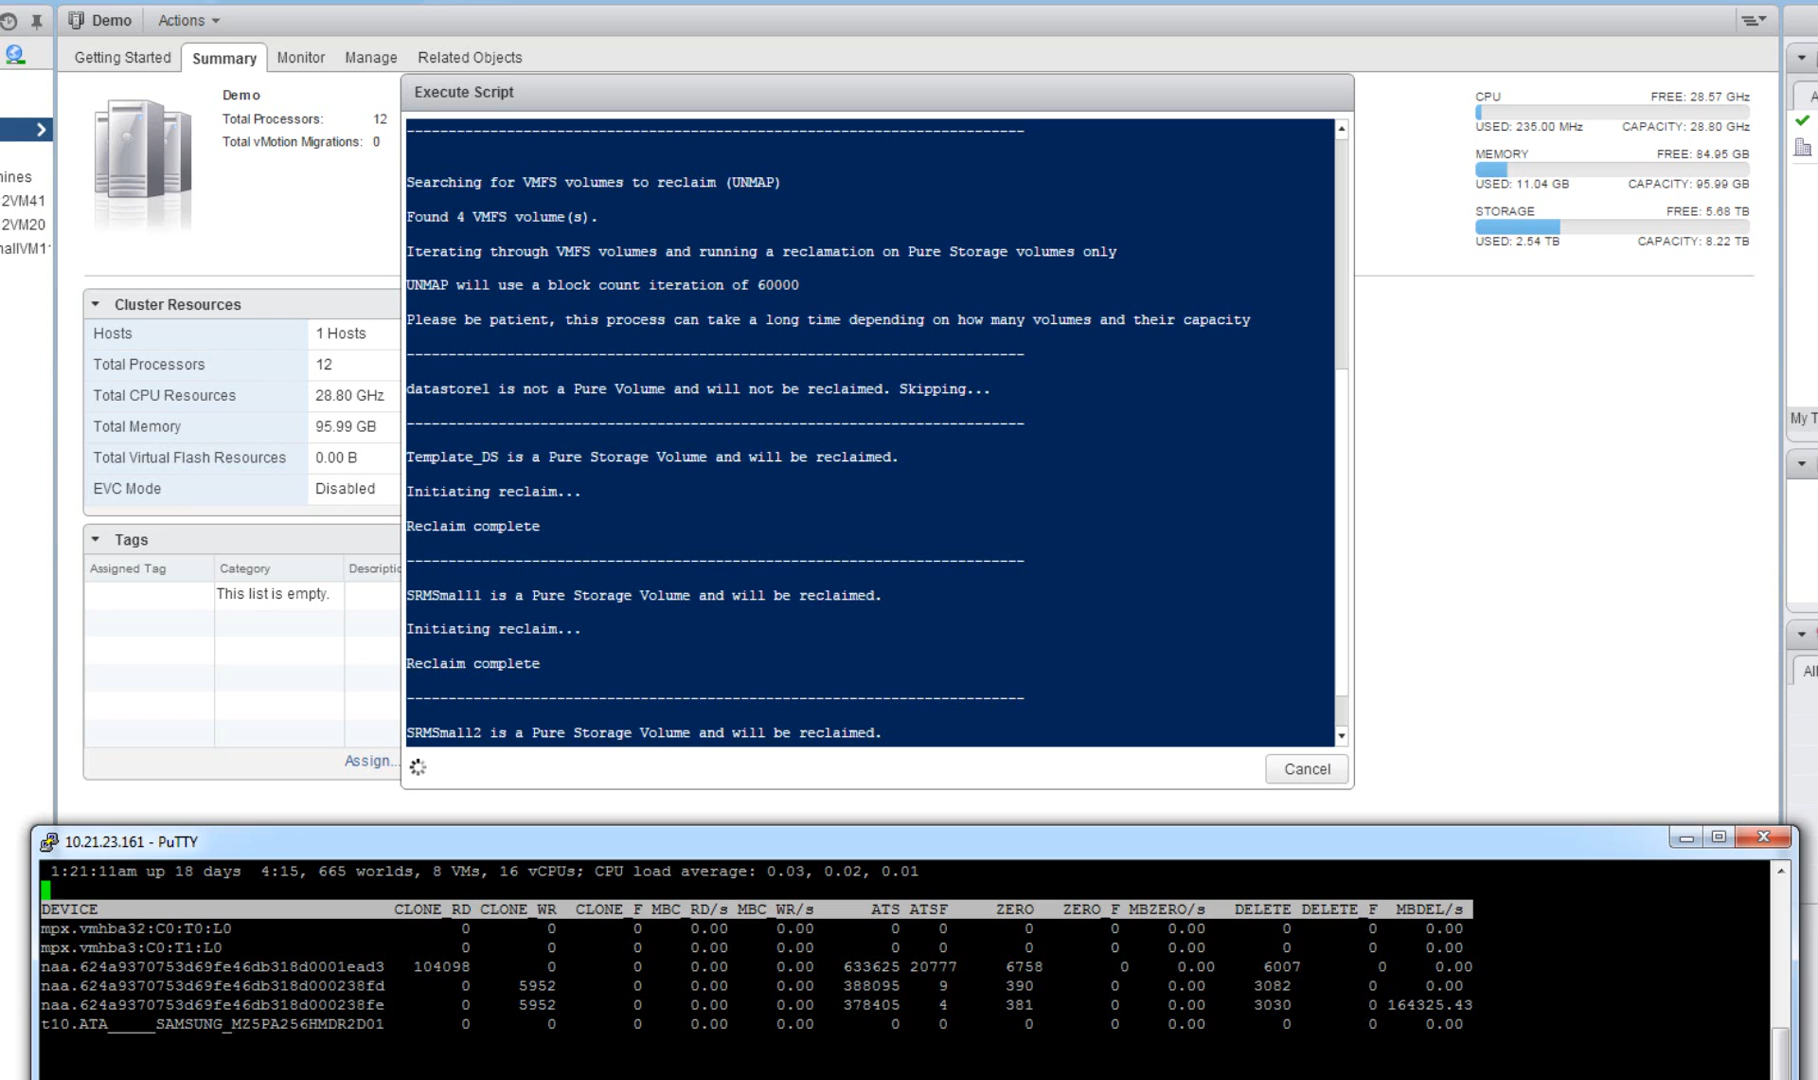 Demo
Actions
Getting Started
Summary
Monitor
Manage
Related Objects
Demo
Total Processors: 12
Total vMotion Migrations: 0
CPU FREE: 28.57 GHz
USED: 235.00 MHz CAPACITY: 28.80 GHz
MEMORY FREE: 84.95 GB
USED: 11.04 GB CAPACITY: 95.99 GB
STORAGE FREE: 5.68 TB
USED: 2.54 TB CAPACITY: 8.22 TB
2VM41
2VM20
Cluster Resources
Hosts 1 Hosts
Total Processors 12
Total CPU Resources 28.80 GHz
Total Memory 95.99 GB
Total Virtual Flash Resources 0.00 B
EVC Mode Disabled
Tags
Assigned Tag Category Descriptio
This list is empty.
Assign...
Execute Script
---------------------------------------------------------------------------
Searching for VMFS volumes to reclaim (UNMAP)
Found 4 VMFS volume(s).
Iterating through VMFS volumes and running a reclamation on Pure Storage volumes only
UNMAP will use a block count iteration of 60000
Please be patient, this process can take a long time depending on how many volumes and their capacity
---------------------------------------------------------------------------
datastore1 is not a Pure Volume and will not be reclaimed. Skipping...
---------------------------------------------------------------------------
Template_DS is a Pure Storage Volume and will be reclaimed.
Initiating reclaim...
Reclaim complete
---------------------------------------------------------------------------
SRMSmall1 is a Pure Storage Volume and will be reclaimed.
Initiating reclaim...
Reclaim complete
---------------------------------------------------------------------------
SRMSmall2 is a Pure Storage Volume and will be reclaimed.
Cancel
My T
All
10.21.23.161 - PuTTY
1:21:11am up 18 days 4:15, 665 worlds, 8 VMs, 16 vCPUs; CPU load average: 0.03, 0.02, 0.01
DEVICE CLONE_RD CLONE_WR CLONE_F MBC_RD/s MBC_WR/s ATS ATSF ZERO ZERO_F MBZERO/s DELETE DELETE_F MBDEL/s
mpx.vmhba32:C0:T0:L0 0 0 0 0.00 0.00 0 0 0 0 0.00 0 0 0.00
mpx.vmhba3:C0:T1:L0 0 0 0 0.00 0.00 0 0 0 0 0.00 0 0 0.00
naa.624a9370753d69fe46db318d0001ead3 104098 0 0 0.00 0.00 633625 20777 6758 0 0.00 6007 0 0.00
naa.624a9370753d69fe46db318d000238fd 0 5952 0 0.00 0.00 388095 9 390 0 0.00 3082 0 0.00
naa.624a9370753d69fe46db318d000238fe 0 5952 0 0.00 0.00 378405 4 381 0 0.00 3030 0 164325.43
t10.ATA_____SAMSUNG_MZ5PA256HMDR2D01 0 0 0 0.00 0.00 0 0 0 0 0.00 0 0 0.00